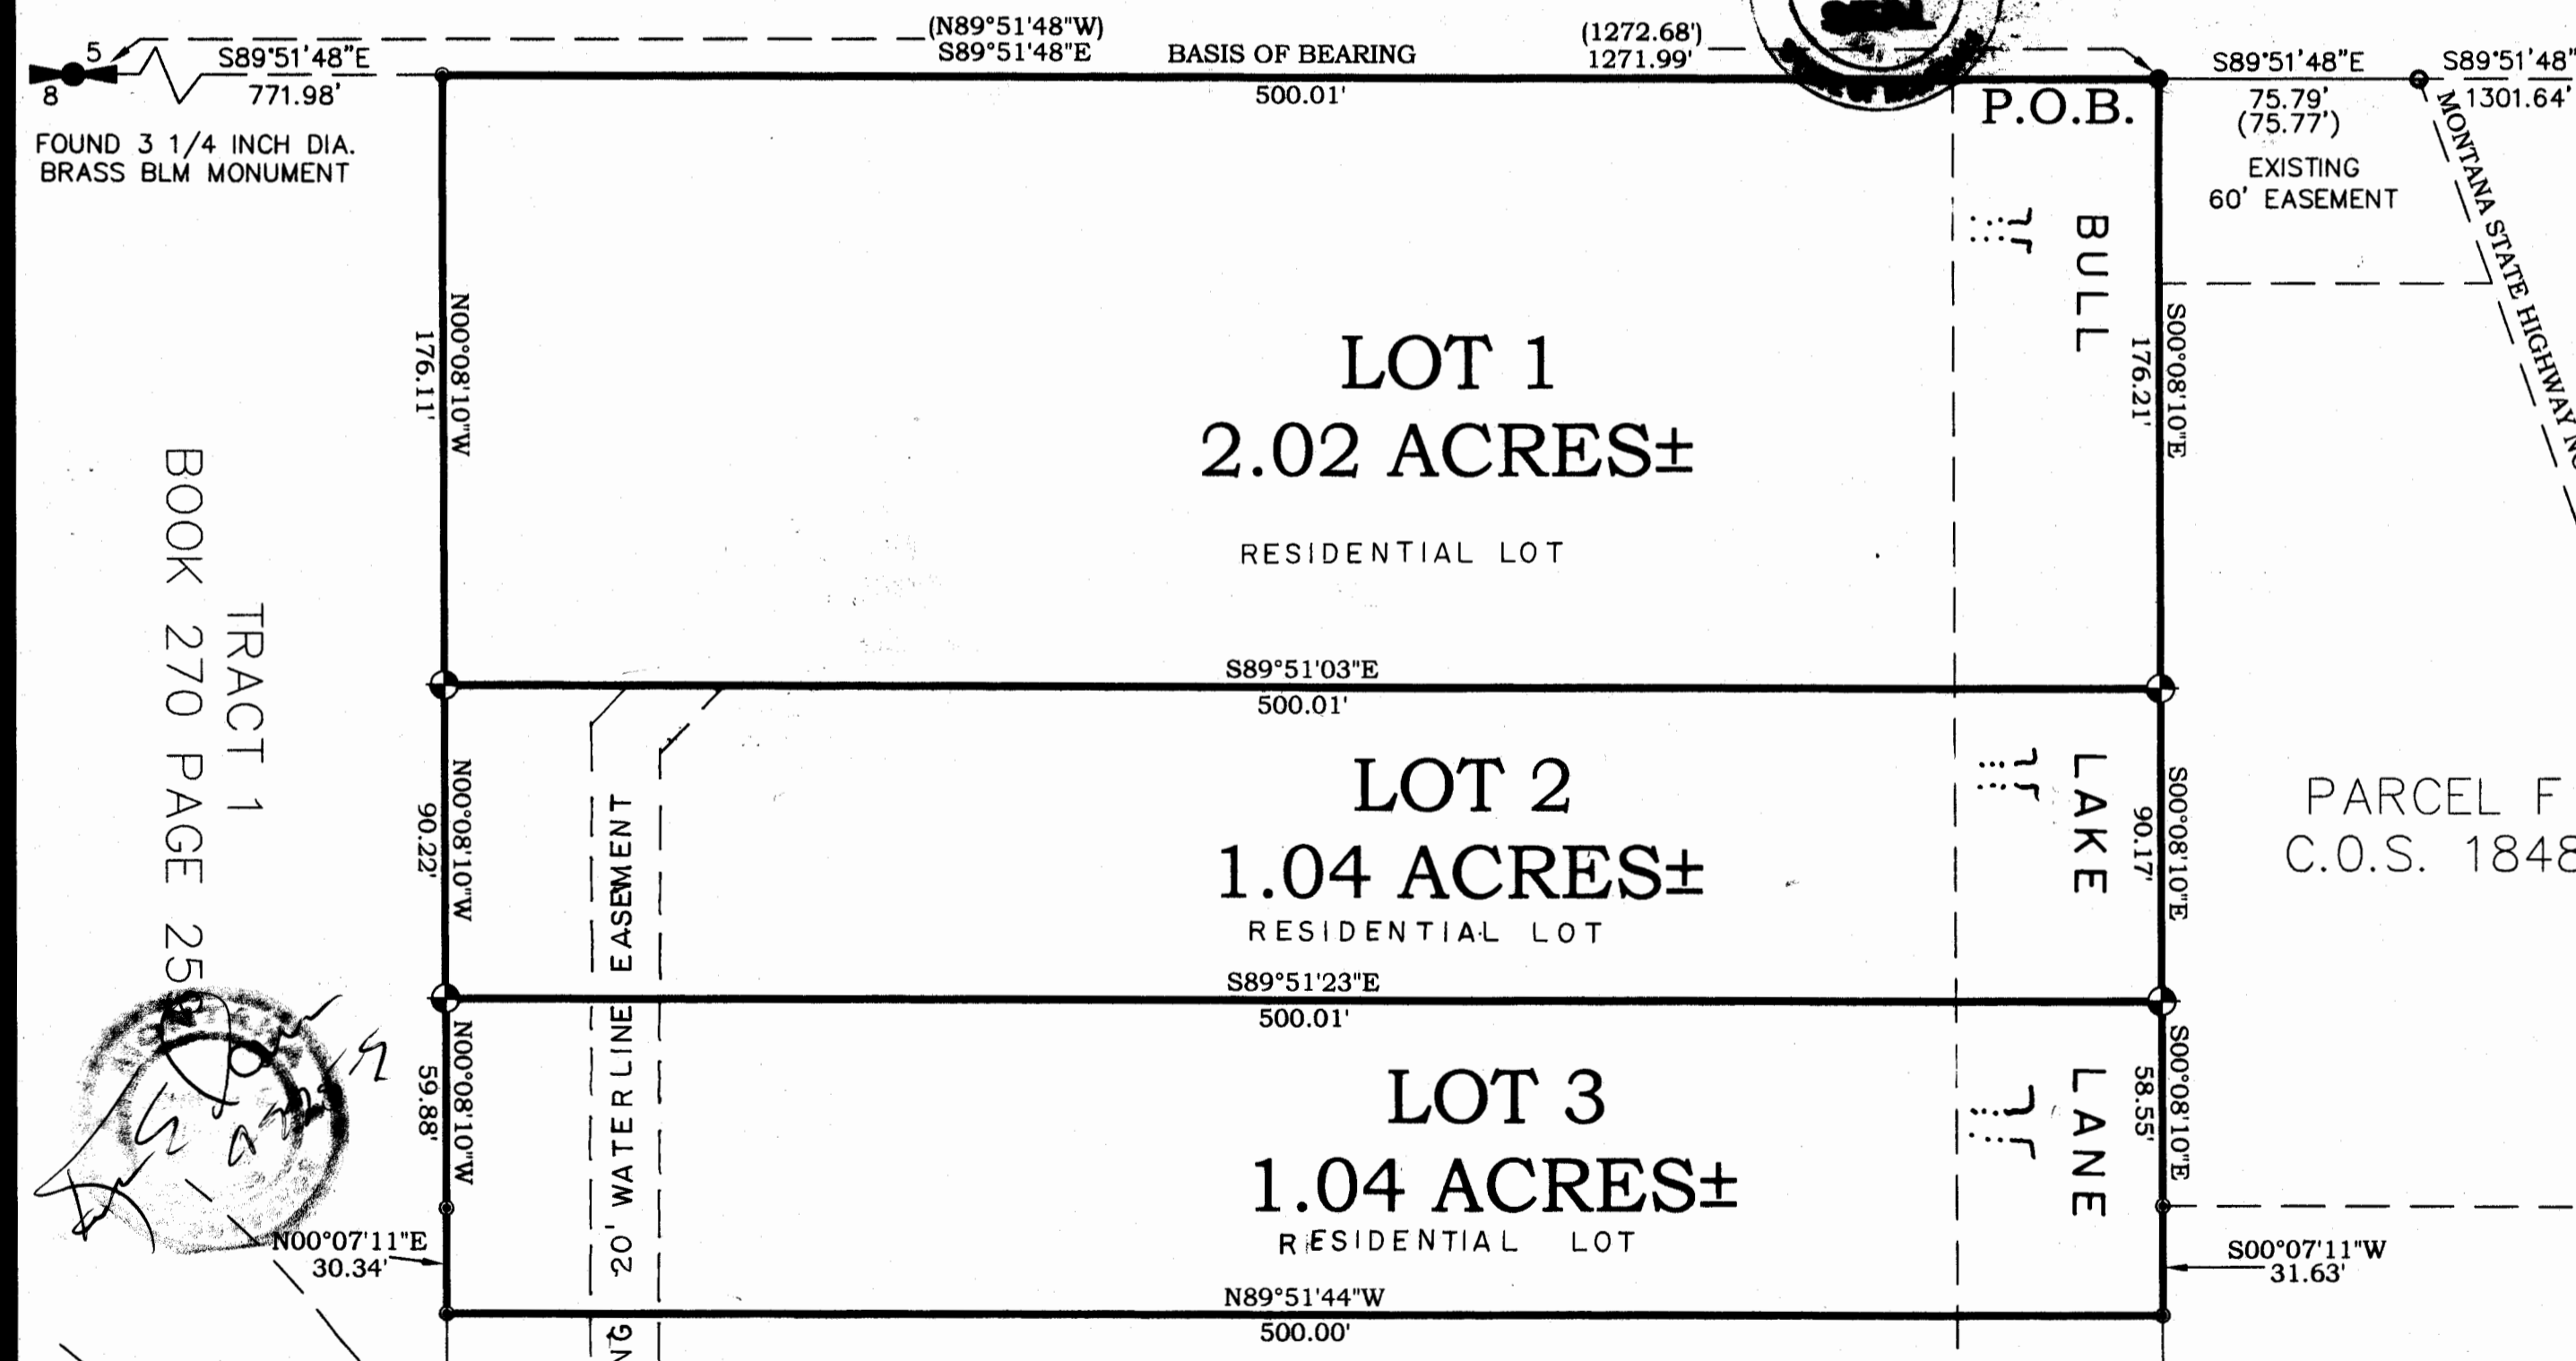 (N89°51'48"W)
S89°51'48"E
BASIS OF BEARING
(1272.68')
1271.99'
5
8
S89°51'48"E
771.98'
FOUND 3 1/4 INCH DIA.
BRASS BLM MONUMENT
500.01'
SEAL
P.O.B.
S89°51'48"E
75.79'
(75.77')
EXISTING
60' EASEMENT
S89°51'48"
1301.64'
MONTANA STATE HIGHWAY
N00°08'10"W
176.11'
LOT 1
2.02 ACRES±
RESIDENTIAL LOT
BULL
S00°08'10"E
176.21'
TRACT 1
BOOK 270 PAGE
S89°51'03"E
500.01'
N00°08'10"W
90.22'
LOT 2
1.04 ACRES±
RESIDENTIAL LOT
LAKE
S00°08'10"E
90.17'
PARCEL F
C.O.S. 1848
S89°51'23"E
500.01'
N00°08'10"W
59.88'
20' WATER LINE EASEMENT
LOT 3
1.04 ACRES±
RESIDENTIAL LOT
LANE
S00°08'10"E
58.55'
N00°07'11"E
30.34'
S00°07'11"W
31.63'
N89°51'44"W
500.00'
NG